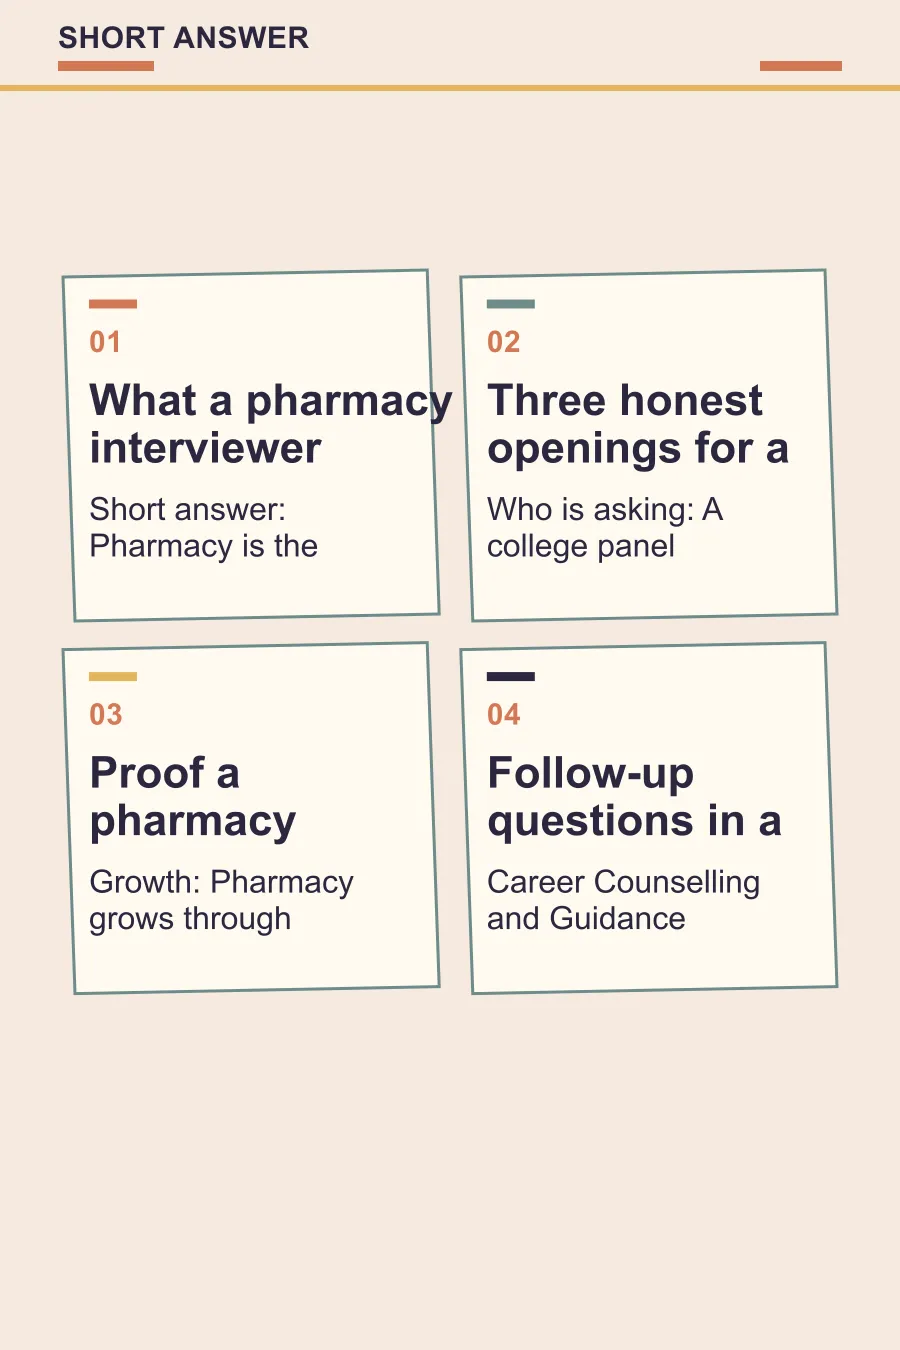 SHORT ANSWER
01
What a pharmacy
interviewer
Short answer:
Pharmacy is the
02
Three honest
openings for a
Who is asking: A
college panel
03
Proof a
pharmacy
Growth: Pharmacy
grows through
04
Follow-up
questions in a
Career Counselling
and Guidance